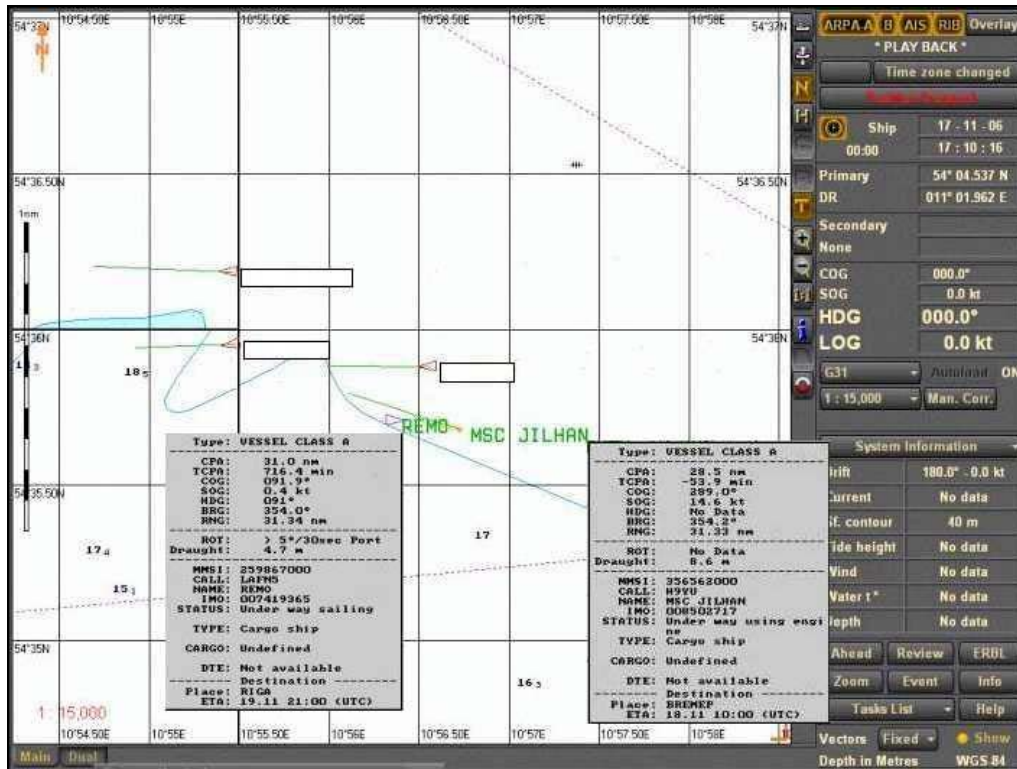 10°54.50E 10°55E 10°55.50E 10°56E 10°56.50E 10°57E 10°57.50E 10°58E
54°37N
54°37N
N
54°36.50N
54°36.50N
1nm
54°36N
54°36N
18 5
REMO
MSC JILHAN
54°35.50N
17 4
15 1
17
16 5
54°35N
1 : 15,000
10°54.50E 10°55E 10°55.50E 10°56E 10°56.50E 10°57E 10°57.50E 10°58E
Main Dual
Type: VESSEL CLASS A
CPA: 31.0 nm
TCPA: 716.4 min
COG: 091.9°
SOG: 0.4 kt
HDG: 091°
BRG: 354.0°
RNG: 31.34 nm
ROT: > 5°/30sec Port
Draught: 4.7 m
MMSI: 259867000
CALL: LAFN5
NAME: REMO
IMO: 007419365
STATUS: Under way sailing
TYPE: Cargo ship
CARGO: Undefined
DTE: Not available
Destination
Place: RIGA
ETA: 19.11 21:00 (UTC)
Type: VESSEL CLASS A
CPA: 28.5 nm
TCPA: -53.9 min
COG: 289.0°
SOG: 14.6 kt
HDG: No Data
BRG: 354.2°
RNG: 31.33 nm
ROT: No Data
Draught: 8.6 m
MMSI: 356562000
CALL: H9YU
NAME: MSC JILHAN
IMO: 008502717
STATUS: Under way using engi
ne
TYPE: Cargo ship
CARGO: Undefined
DTE: Not available
Destination
Place: BREMEP
ETA: 18.11 10:00 (UTC)
ARPA-A B AIS RIB Overlay
* PLAY BACK *
Time zone changed
Ship 17 - 11 - 06
00:00 17 : 10 : 16
Primary 54° 04.537 N
DR 011° 01.962 E
Secondary
None
COG 000.0°
SOG 0.0 kt
HDG 000.0°
LOG 0.0 kt
G31 Autoload ON
1 : 15,000 Man. Corr.
System Information
Drift 180.0° - 0.0 kt
Current No data
Sf. contour 40 m
Tide height No data
Wind No data
Water t° No data
Depth No data
Ahead Review ERBL
Zoom Event Info
Tasks List Help
Vectors Fixed Show
Depth in Metres WGS 84